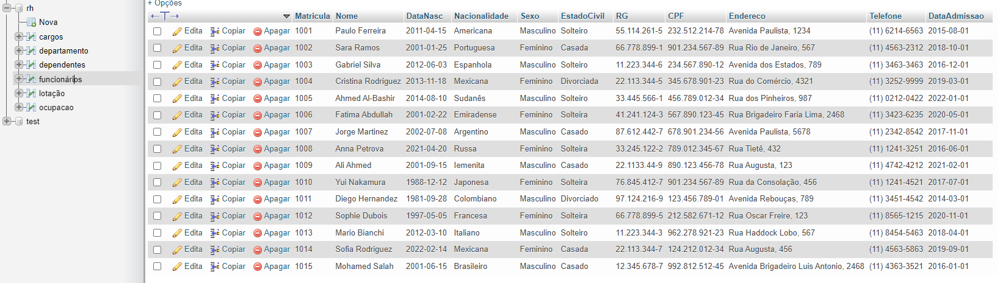 rh
Nova
cargos
departamento
dependentes
funcionários
lotação
ocupacao
test
+ Opções
Matricula Nome DataNasc Nacionalidade Sexo EstadoCivil RG CPF Endereco Telefone DataAdmissao
Edita Copiar Apagar 1001 Paulo Ferreira 2011-04-15 Americana Masculino Solteiro 55.114.261-5 232.512.214-78 Avenida Paulista, 1234 (11) 6214-6563 2015-08-01
Edita Copiar Apagar 1002 Sara Ramos 2001-01-25 Portuguesa Feminino Casada 66.778.899-1 901.234.567-89 Rua Rio de Janeiro, 567 (11) 4563-2312 2018-10-01
Edita Copiar Apagar 1003 Gabriel Silva 2012-06-03 Espanhola Masculino Solteiro 11.223.344-6 234.567.890-12 Avenida dos Estados, 789 (11) 3463-3463 2016-12-01
Edita Copiar Apagar 1004 Cristina Rodriguez 2013-11-18 Mexicana Feminino Divorciada 22.113.344-5 345.678.901-23 Rua do Comércio, 4321 (11) 3252-9999 2019-03-01
Edita Copiar Apagar 1005 Ahmed Al-Bashir 2014-08-10 Sudanês Masculino Solteiro 33.445.566-1 456.789.012-34 Rua dos Pinheiros, 987 (11) 0212-0422 2022-01-01
Edita Copiar Apagar 1006 Fatima Abdullah 2001-02-22 Emiradense Feminino Solteira 41.241.124-3 567.890.123-45 Rua Brigadeiro Faria Lima, 2468 (11) 3423-6235 2020-05-01
Edita Copiar Apagar 1007 Jorge Martinez 2002-07-08 Argentino Masculino Casado 87.612.442-7 678.901.234-56 Avenida Paulista, 5678 (11) 2342-8542 2017-11-01
Edita Copiar Apagar 1008 Anna Petrova 2021-04-20 Russa Feminino Solteira 33.245.122-2 789.012.345-67 Rua Tietê, 432 (11) 1241-3251 2016-06-01
Edita Copiar Apagar 1009 Ali Ahmed 2001-09-15 Iemenita Masculino Casado 22.1133.44-9 890.123.456-78 Rua Augusta, 123 (11) 4742-4212 2021-02-01
Edita Copiar Apagar 1010 Yui Nakamura 1988-12-12 Japonesa Feminino Solteira 76.845.412-7 901.234.567-89 Rua da Consolação, 456 (11) 1241-4521 2017-07-01
Edita Copiar Apagar 1011 Diego Hernandez 1981-09-28 Colombiano Masculino Divorciado 97.124.216-9 123.456.789-01 Avenida Rebouças, 789 (11) 3451-4542 2014-03-01
Edita Copiar Apagar 1012 Sophie Dubois 1997-05-05 Francesa Feminino Solteira 66.778.899-5 212.582.671-12 Rua Oscar Freire, 123 (11) 8565-1215 2020-11-01
Edita Copiar Apagar 1013 Mario Bianchi 2012-03-10 Italiano Masculino Solteiro 11.223.344-3 962.278.921-23 Rua Haddock Lobo, 567 (11) 8454-5463 2018-04-01
Edita Copiar Apagar 1014 Sofia Rodriguez 2022-02-14 Mexicana Feminino Casada 22.113.344-7 124.212.012-34 Rua Augusta, 456 (11) 4563-5863 2019-09-01
Edita Copiar Apagar 1015 Mohamed Salah 2001-06-15 Brasileiro Masculino Casado 12.345.678-7 992.812.512-45 Avenida Brigadeiro Luis Antonio, 2468 (11) 4363-3521 2016-01-01